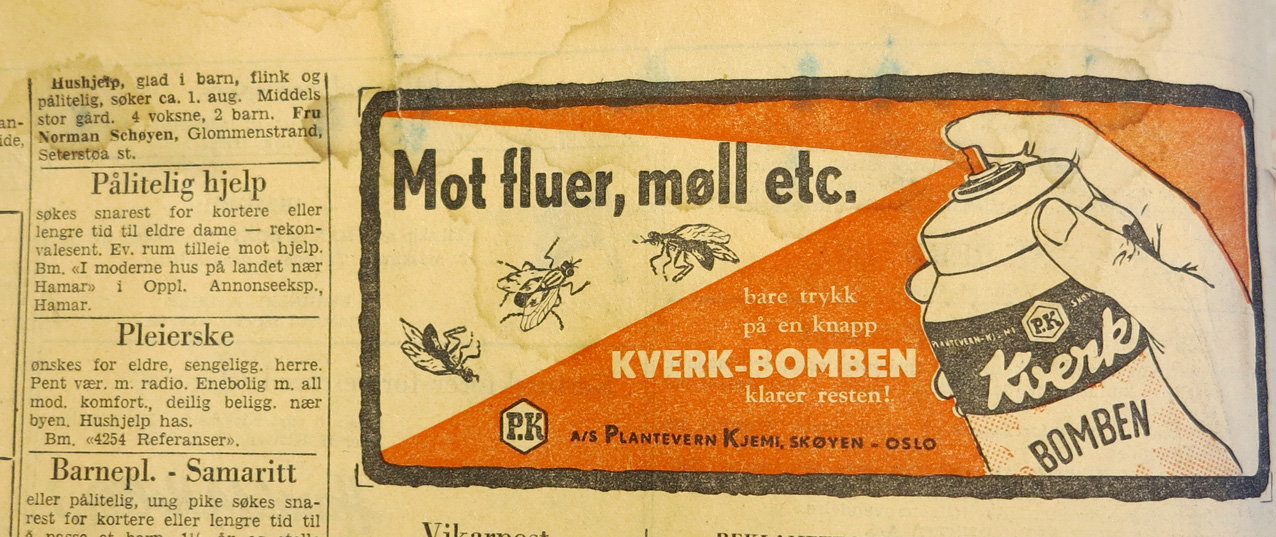 an-
ide,
Hushjelp, glad i barn, flink og
pålitelig, søker ca. 1. aug. Middels
stor gård. 4 voksne, 2 barn. Fru
Norman Schøyen, Glommenstrand,
Seterstøa st.
Pålitelig hjelp
søkes snarest for kortere eller
lengre tid til eldre dame — rekon-
valesent. Ev. rum tilleie mot hjelp.
Bm. «I moderne hus på landet nær
Hamar» i Oppl. Annonseeksp.,
Hamar.
Pleierske
ønskes for eldre, sengeligg. herre.
Pent vær. m. radio. Enebolig m. all
mod. komfort., deilig beligg. nær
byen. Hushjelp has.
Bm. «4254 Referanser».
Barnepl. - Samaritt
eller pålitelig, ung pike søkes sna-
rest for kortere eller lengre tid til
Mot fluer, møll etc.
bare trykk
på en knapp
KVERK-BOMBEN
klarer resten!
P.K
A/S PLANTEVERN KJEMI, SKØYEN - OSLO
P.K
PLANTEVERN-KJEMI
Kverk
BOMBEN
Vikarpost